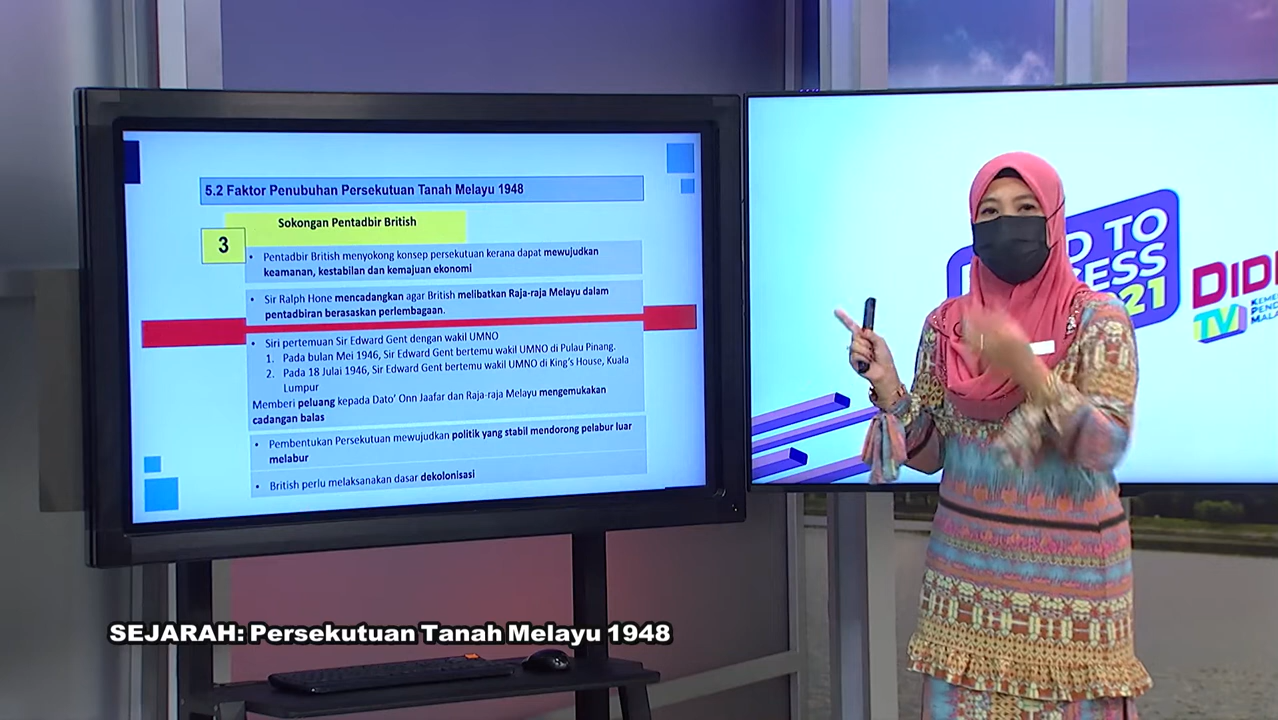 5.2 Faktor Penubuhan Persekutuan Tanah Melayu 1948
Sokongan Pentadbir British
3
• Pentadbir British menyokong konsep persekutuan kerana dapat mewujudkan
keamanan, kestabilan dan kemajuan ekonomi
• Sir Ralph Hone mencadangkan agar British melibatkan Raja-raja Melayu dalam
pentadbiran berasaskan perlembagaan.
• Siri pertemuan Sir Edward Gent dengan wakil UMNO
1. Pada bulan Mei 1946, Sir Edward Gent bertemu wakil UMNO di Pulau Pinang.
2. Pada 18 Julai 1946, Sir Edward Gent bertemu wakil UMNO di King's House, Kuala
Lumpur
Memberi peluang kepada Dato' Onn Jaafar dan Raja-raja Melayu mengemukakan
cadangan balas
• Pembentukan Persekutuan mewujudkan politik yang stabil mendorong pelabur luar
melabur
• British perlu melaksanakan dasar dekolonisasi
TO
ESS
21
DID
TV
SEJARAH: Persekutuan Tanah Melayu 1948